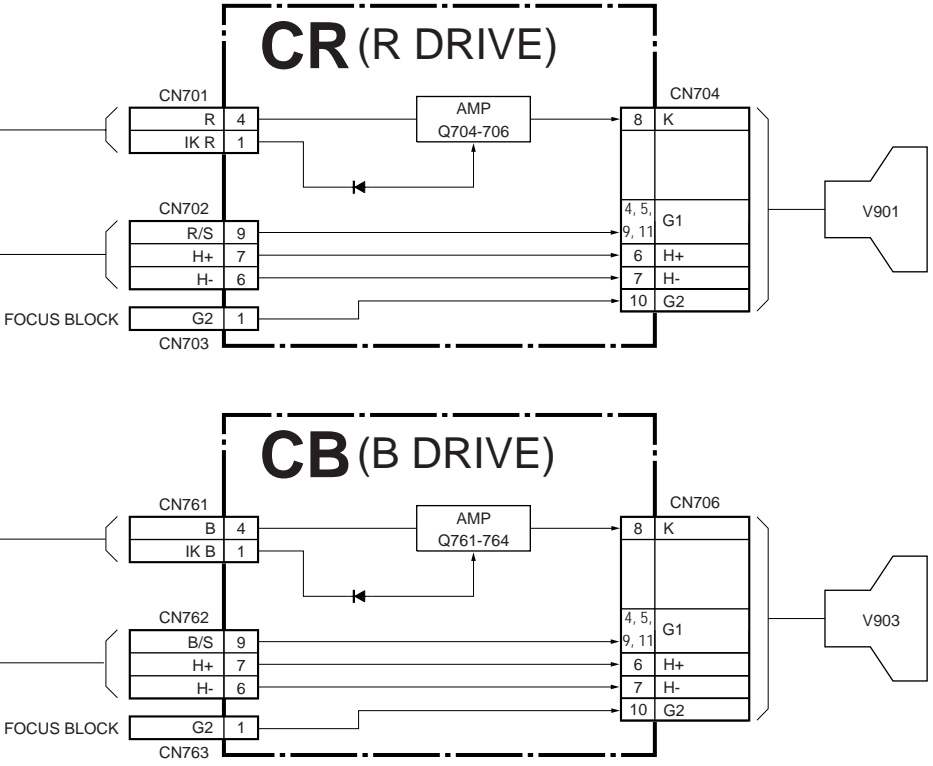 CR (R DRIVE)
CN701
R 4
IK R 1
AMP
Q704-706
CN704
8 K
CN702
R/S 9
H+ 7
H- 6
4, 5,
9, 11
G1
6 H+
7 H-
10 G2
V901
FOCUS BLOCK
G2 1
CN703
CB (B DRIVE)
CN761
B 4
IK B 1
AMP
Q761-764
CN706
8 K
CN762
B/S 9
H+ 7
H- 6
4, 5,
9, 11
G1
6 H+
7 H-
10 G2
V903
FOCUS BLOCK
G2 1
CN763